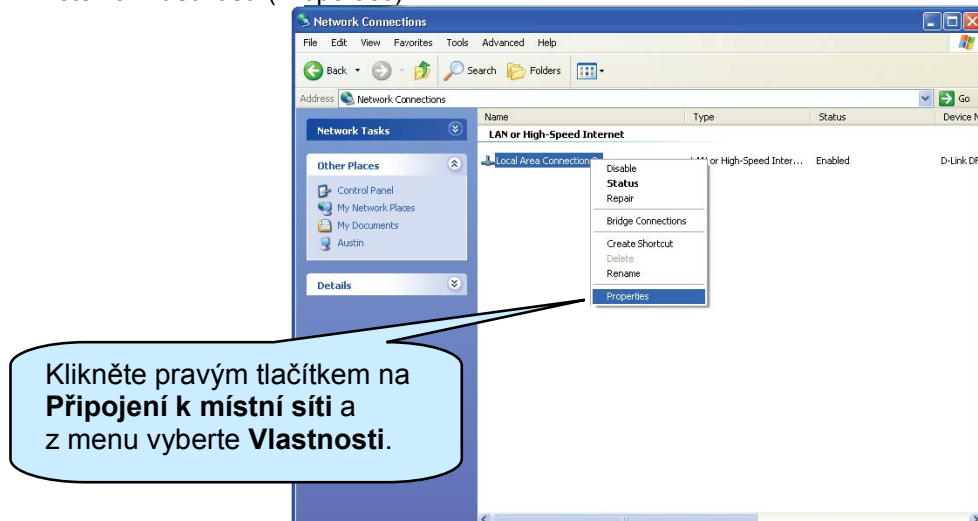 Network Connections
File Edit View Favorites Tools Advanced Help
Back Search Folders
Address Network Connections Go
Name Type Status Device N
Network Tasks
LAN or High-Speed Internet
Local Area Connection or High-Speed Inter... Enabled D-Link DF
Other Places
Control Panel
My Network Places
My Documents
Austin
Details
Disable
Status
Repair
Bridge Connections
Create Shortcut
Delete
Rename
Properties
Klikněte pravým tlačítkem na
Připojení k místní síti a
z menu vyberte Vlastnosti.